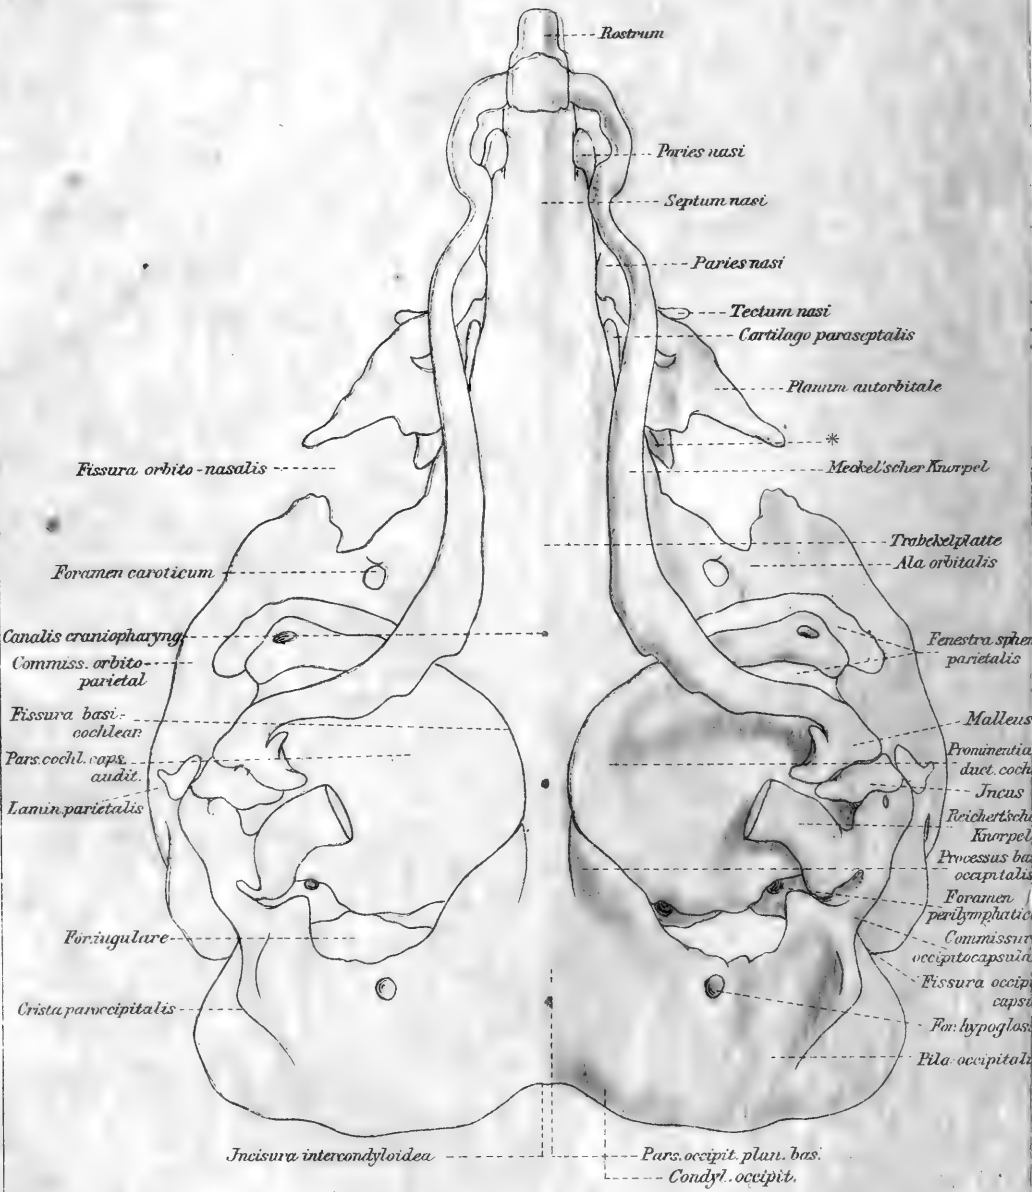 Rostrum
Paries nasi
Septum nasi
Paries nasi
Tectum nasi
Cartilago paraseptalis
Planum antorbitale
*
Fissura orbito-nasalis
Meckel'scher Knorpel
Trabekelplatte
Ala orbitalis
Foramen caroticum
Canalis craniopharyng.
Commiss. orbito-
parietal
Fenestra sphen
parietalis
Fissura basi-
cochlear.
Malleus
Pars. cochl. caps.
audit.
Prominentia
duct. coch
Lamin. parietalis
Jncus
Reichert'sch
Knorpel
Processus ba
occipitalis
Foramen
perilymphatic
For. iugulare
Commissur
occipitocapsula
Fissura occip
capsu
Crista paroccipitalis
For. hypoglos
Pila occipitali
Jncisura intercondyloidea
Pars. occipit. plan. bas.
Condyl. occipit.